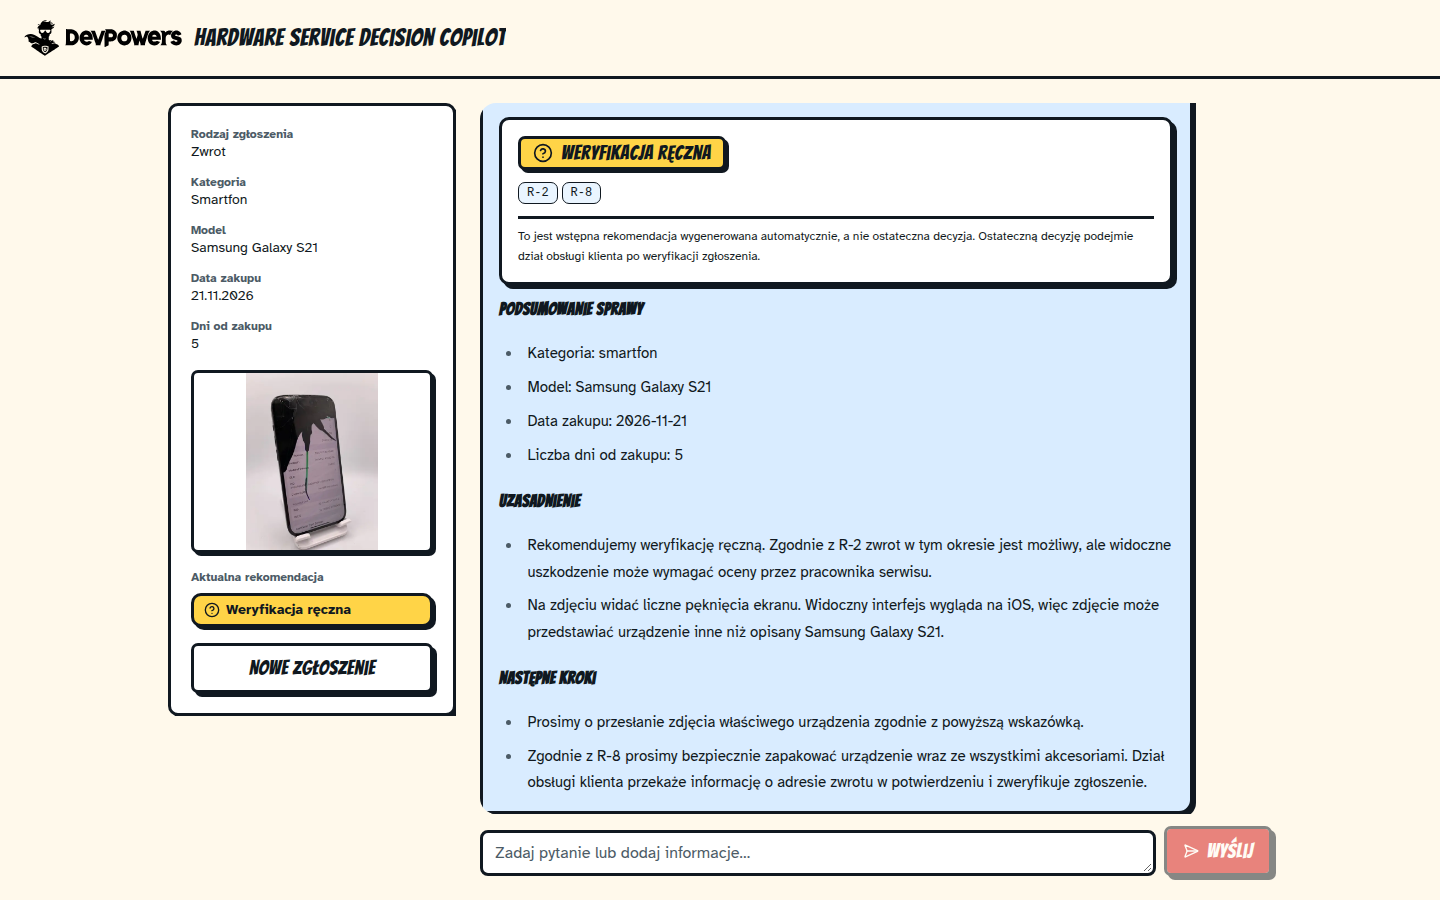 DevPowers
HARDWARE SERVICE DECISION COPILOT
Rodzaj zgłoszenia
Zwrot
Kategoria
Smartfon
Model
Samsung Galaxy S21
Data zakupu
21.11.2026
Dni od zakupu
5
Aktualna rekomendacja
Weryfikacja ręczna
NOWE ZGŁOSZENIE
WERYFIKACJA RĘCZNA
R-2 R-8
To jest wstępna rekomendacja wygenerowana automatycznie, a nie ostateczna decyzja. Ostateczną decyzję podejmie
dział obsługi klienta po weryfikacji zgłoszenia.
PODSUMOWANIE SPRAWY
Kategoria: smartfon
Model: Samsung Galaxy S21
Data zakupu: 2026-11-21
Liczba dni od zakupu: 5
UZASADNIENIE
Rekomendujemy weryfikację ręczną. Zgodnie z R-2 zwrot w tym okresie jest możliwy, ale widoczne
uszkodzenie może wymagać oceny przez pracownika serwisu.
Na zdjęciu widać liczne pęknięcia ekranu. Widoczny interfejs wygląda na iOS, więc zdjęcie może
przedstawiać urządzenie inne niż opisany Samsung Galaxy S21.
NASTĘPNE KROKI
Prosimy o przesłanie zdjęcia właściwego urządzenia zgodnie z powyższą wskazówką.
Zgodnie z R-8 prosimy bezpiecznie zapakować urządzenie wraz ze wszystkimi akcesoriami. Dział
obsługi klienta przekaże informację o adresie zwrotu w potwierdzeniu i zweryfikuje zgłoszenie.
Zadaj pytanie lub dodaj informacje...
WYŚLIJ